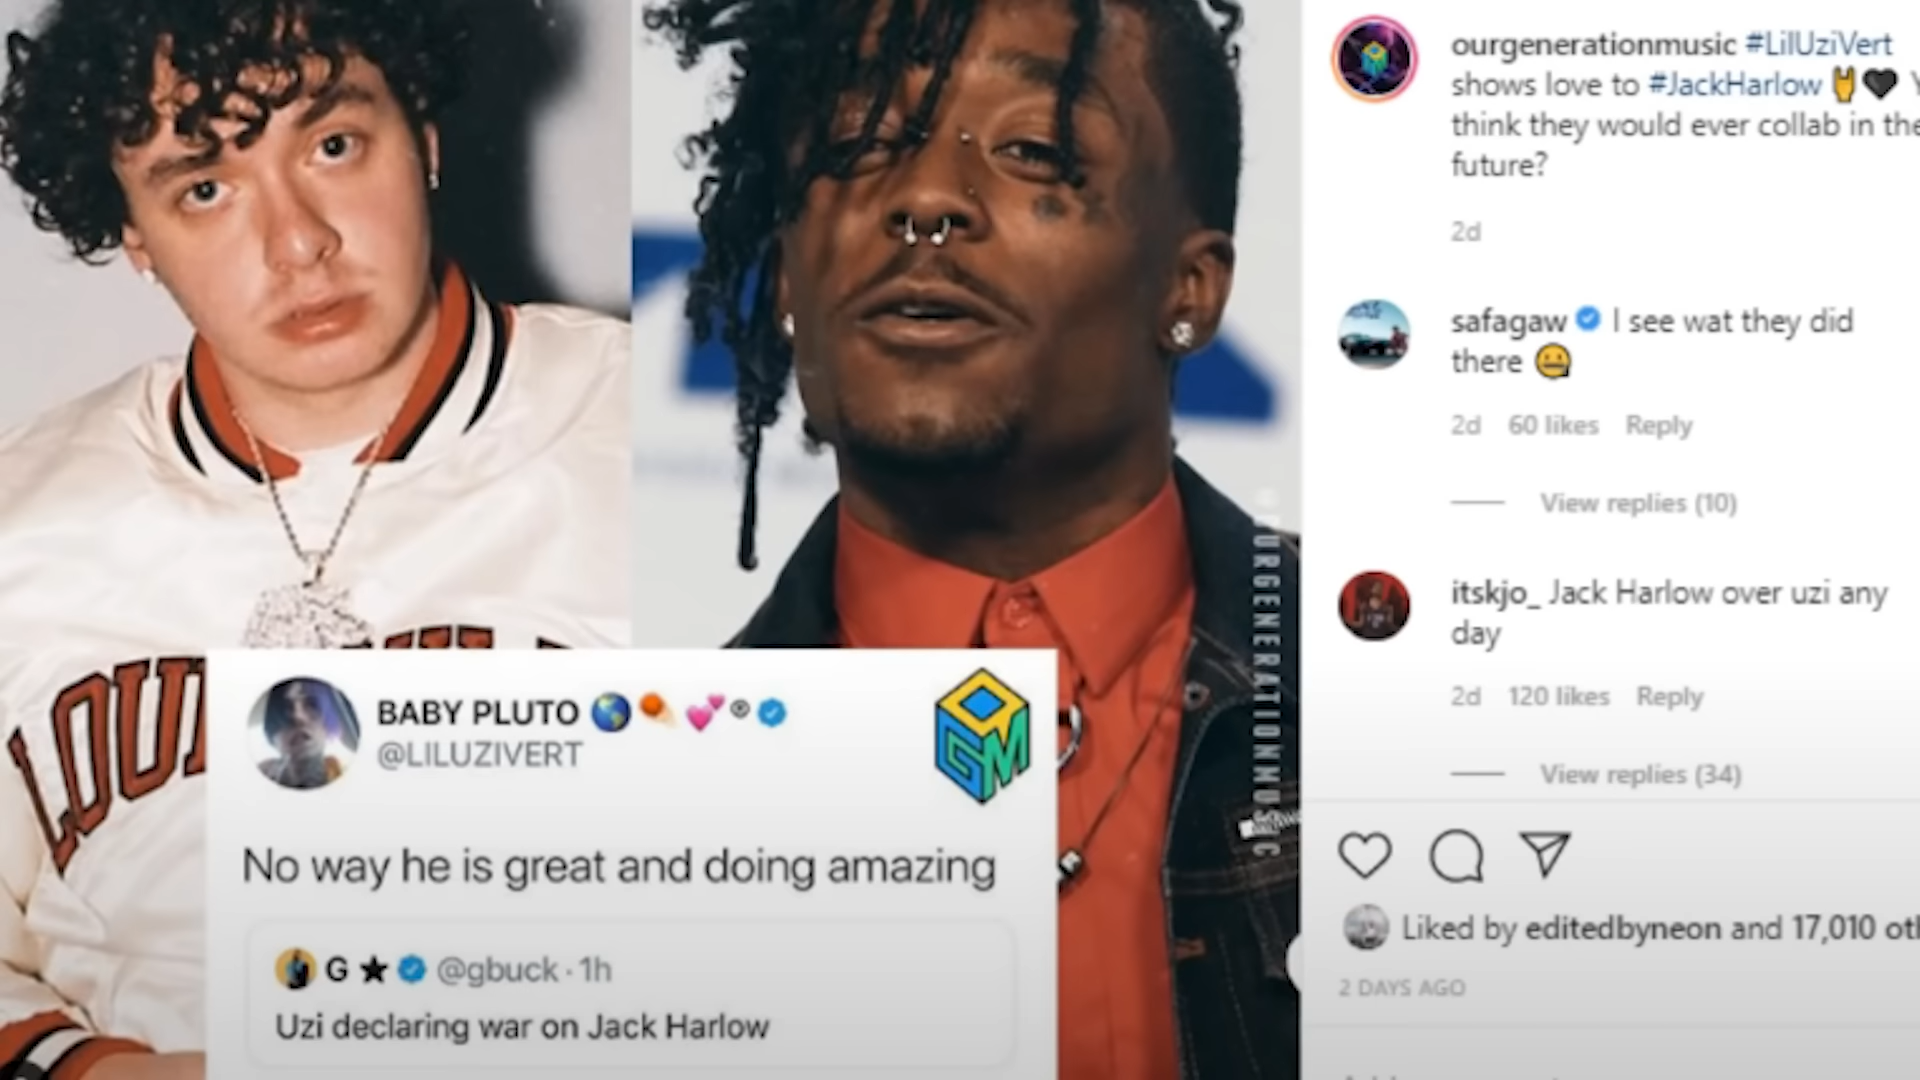 LOUI
BABY PLUTO
@LILUZIVERT
No way he is great and doing amazing
G ★ @gbuck · 1h
Uzi declaring war on Jack Harlow
GM
URGENERATIONMUSIC
ourgenerationmusic #LilUziVert
shows love to #JackHarlow 🤘🖤 Y
think they would ever collab in the
future?
2d
safagaw I see wat they did
there 🤐
2d 60 likes Reply
View replies (10)
itskjo_ Jack Harlow over uzi any
day
2d 120 likes Reply
View replies (34)
Liked by editedbyneon and 17,010 oth
2 DAYS AGO